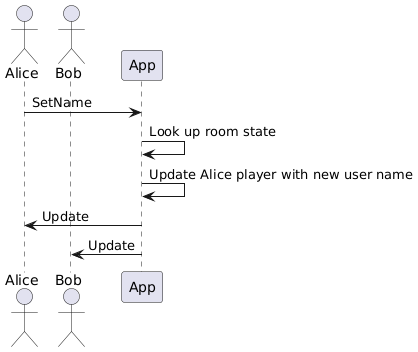 Alice Bob App
SetName
Look up room state
Update Alice player with new user name
Update
Update
Alice Bob App